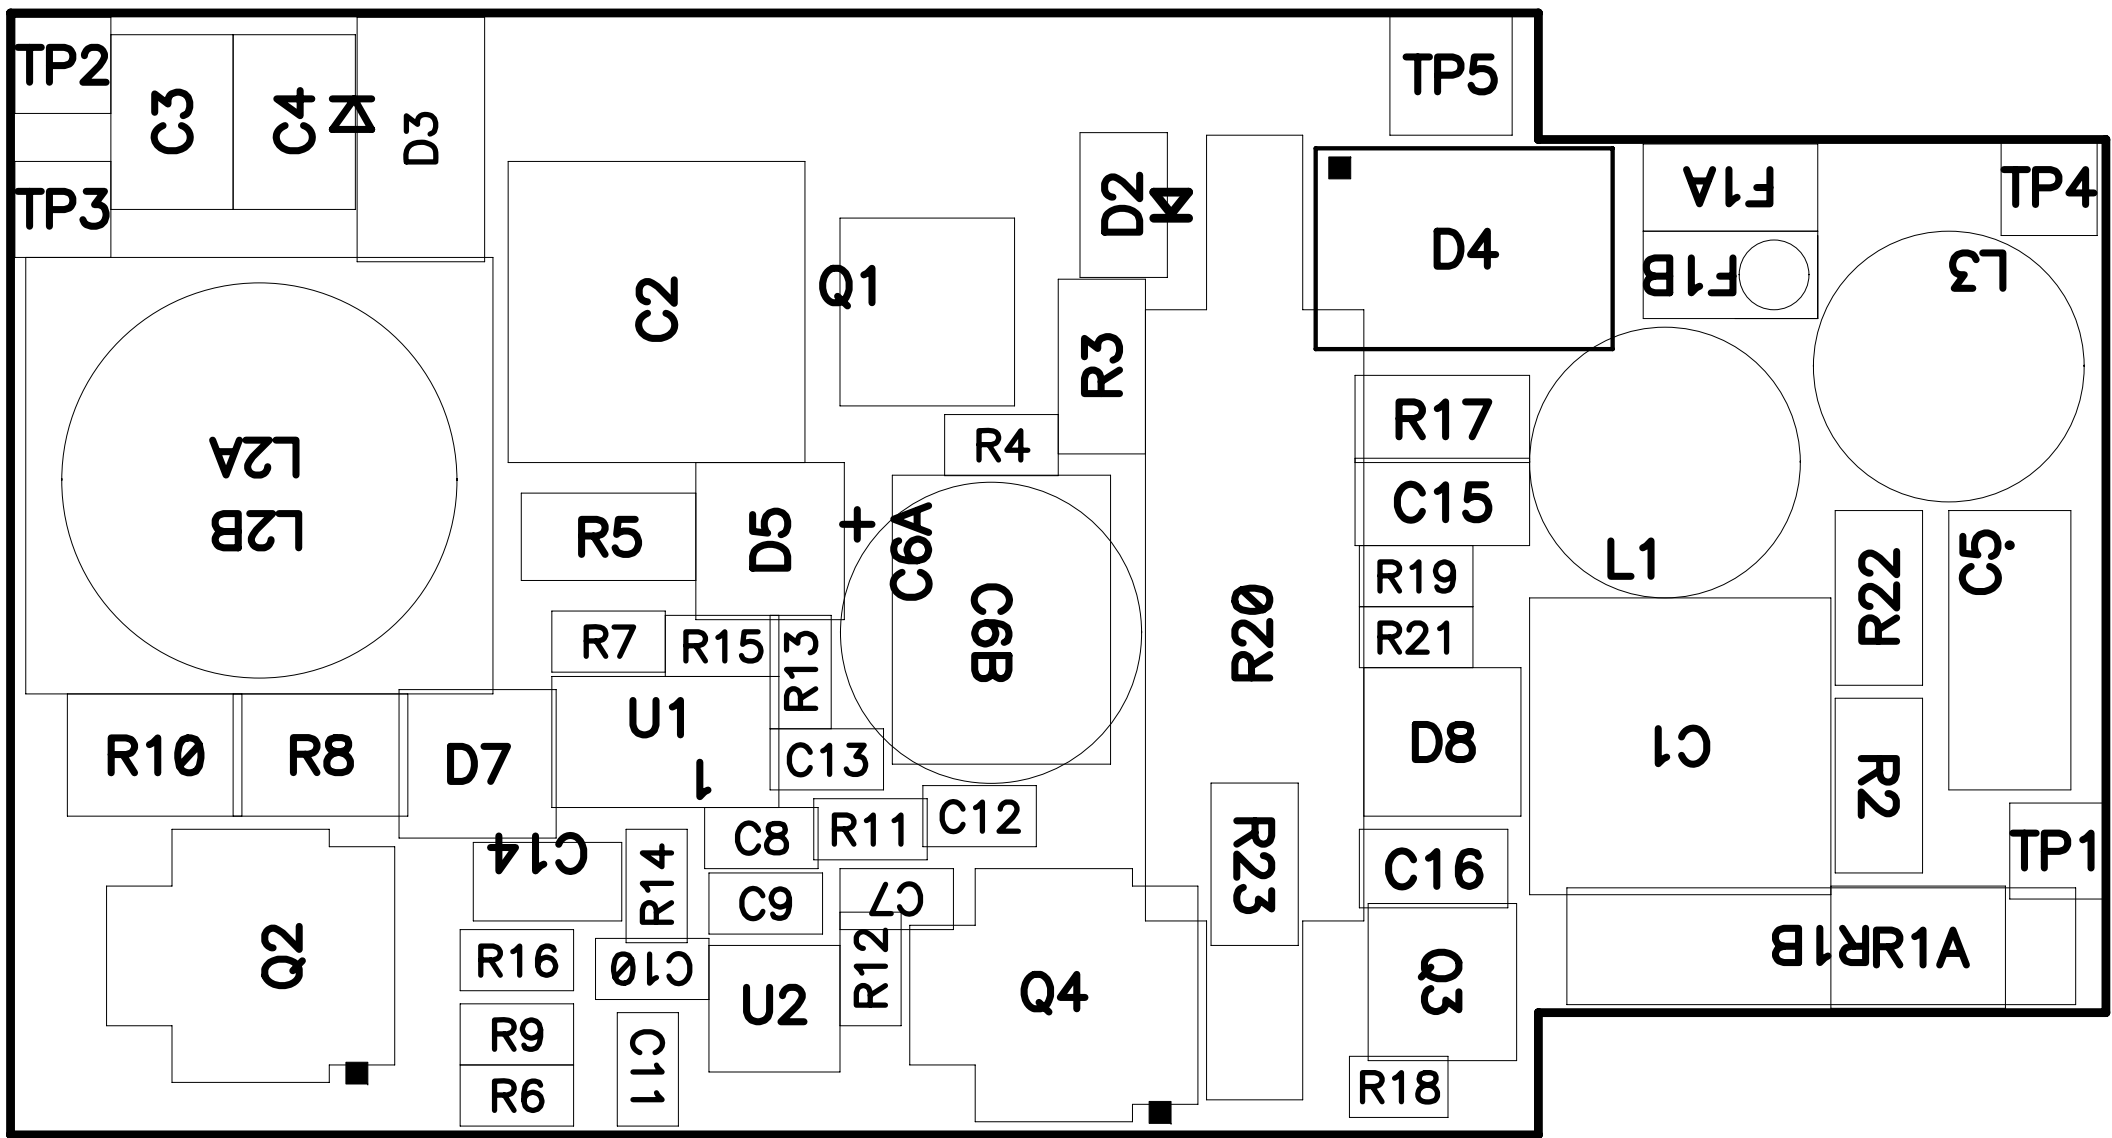 TP2
C3
C4
D3
TP5
TP3
D2
F1A
TP4
Q1
D4
F1B
L3
C2
R3
R17
R4
L2A
L2B
R5
D5
+
C6A
C15
L1
C5.
R19
R22
R7
R15
R13
C6B
R20
R21
U1
1
R10
R8
D7
C13
D8
C1
R2
C14
R14
C8
R11
C12
R23
C16
TP1
C9
C7
R16
C10
R12
Q2
U2
Q4
Q3
R1B
R1A
R9
C11
R6
R18